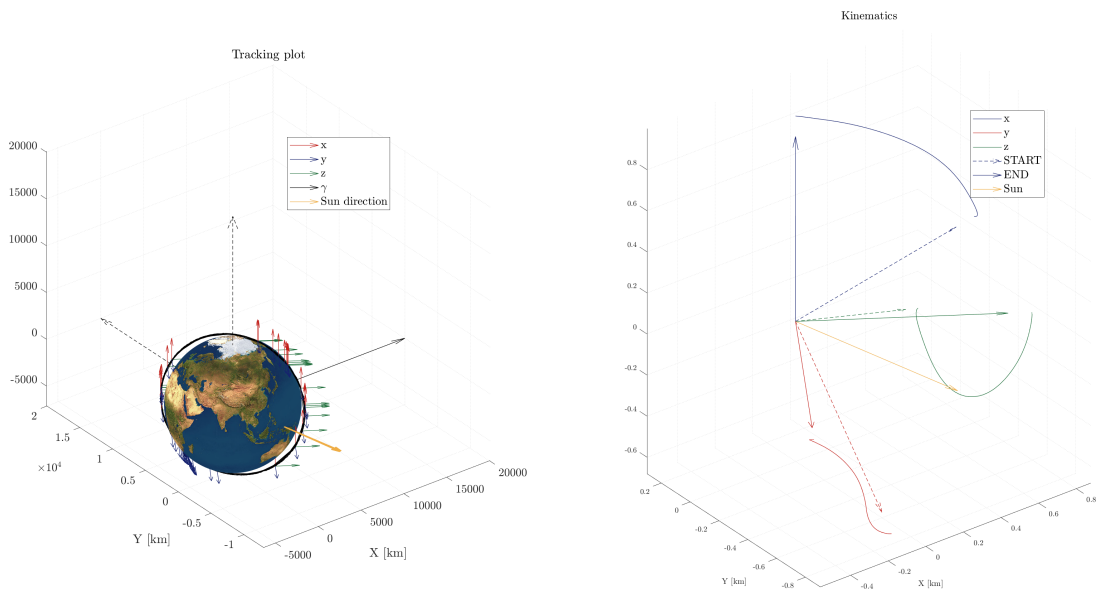 Tracking plot
x
y
z
γ
Sun direction
20000
15000
10000
5000
0
-5000
2
1.5
1
0.5
0
-0.5
-1
×10⁴
Y [km]
-5000
0
5000
10000
15000
20000
X [km]
Kinematics
x
y
z
START
END
Sun
0.8
0.6
0.4
0.2
0
-0.2
-0.4
-0.6
0.2
0
-0.2
-0.4
-0.6
-0.8
Y [km]
-0.4
-0.2
0
0.2
0.4
0.6
0.8
X [km]